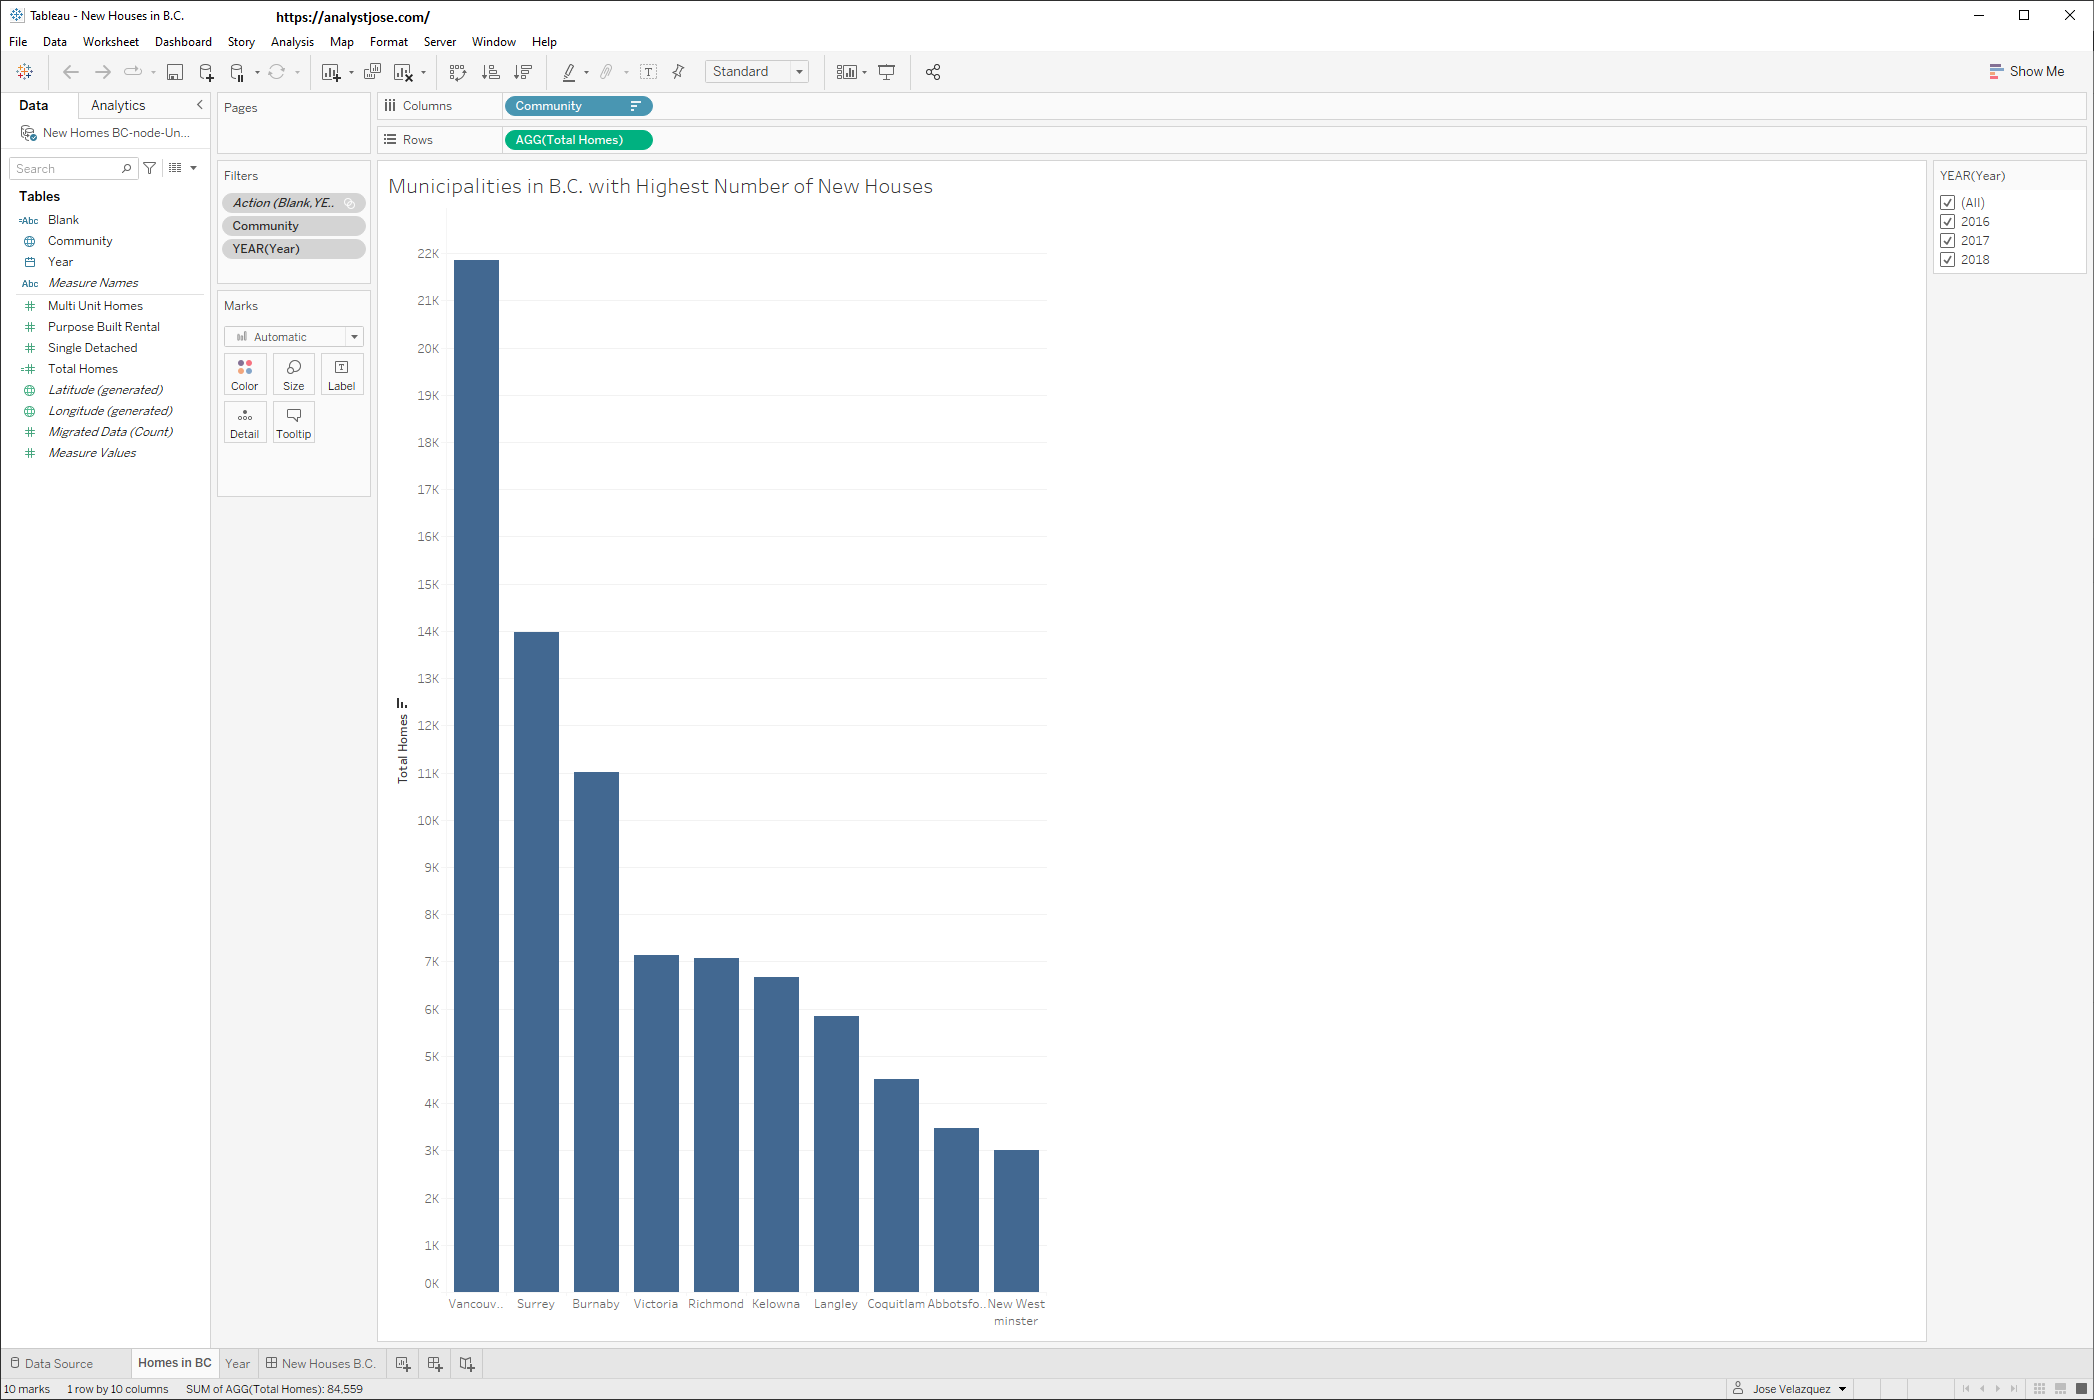 Tableau - New Houses in B.C.
https://analystjose.com/
File Data Worksheet Dashboard Story Analysis Map Format Server Window Help
Standard
Show Me
Data Analytics
New Homes BC-node-Un...
Search
Tables
=Abc Blank
Community
Year
Abc Measure Names
Multi Unit Homes
Purpose Built Rental
Single Detached
Total Homes
Latitude (generated)
Longitude (generated)
Migrated Data (Count)
Measure Values
Pages
Filters
Action (Blank,YE..
Community
YEAR(Year)
Marks
Automatic
Color Size Label
Detail Tooltip
Columns Community
Rows AGG(Total Homes)
Municipalities in B.C. with Highest Number of New Houses
22K
21K
20K
19K
18K
17K
16K
15K
14K
13K
12K
11K
10K
9K
8K
7K
6K
5K
4K
3K
2K
1K
0K
Total Homes
Vancouv.. Surrey Burnaby Victoria Richmond Kelowna Langley Coquitlam Abbotsfo.. New West
minster
YEAR(Year)
(All)
2016
2017
2018
Data Source Homes in BC Year New Houses B.C.
10 marks 1 row by 10 columns SUM of AGG(Total Homes): 84,559
Jose Velazquez